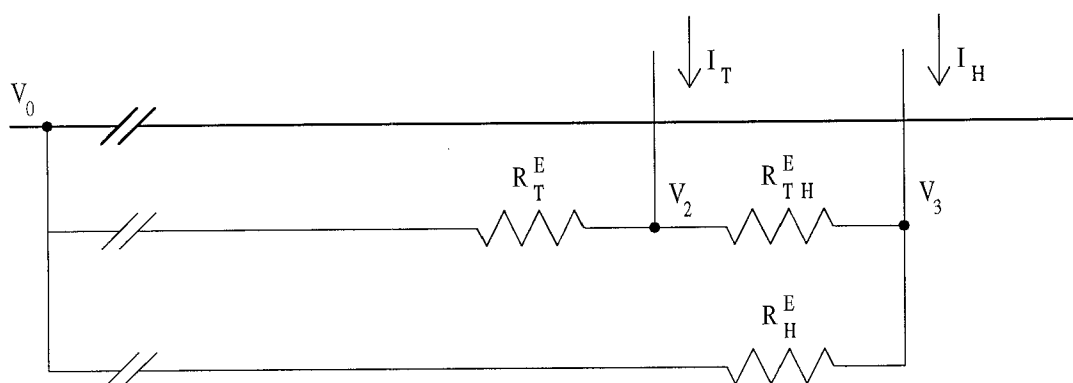 I_T
I_H
V_0
R_T^E
V_2
R_TH^E
V_3
R_H^E